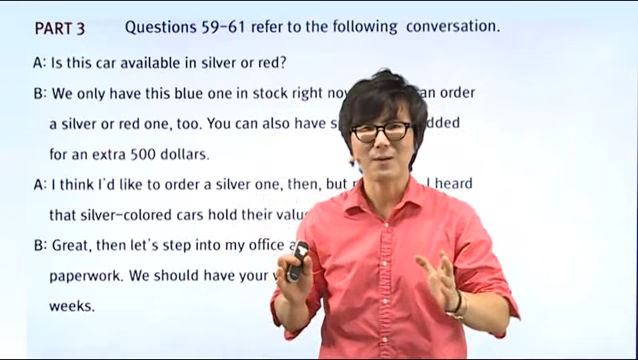 PART 3 Questions 59-61 refer to the following conversation.
A: Is this car available in silver or red?
B: We only have this blue one in stock right an order
a silver or red one, too. You can also have dded
for an extra 500 dollars.
A: I think I'd like to order a silver one, then, but I heard
that silver-colored cars hold their
B: Great, then let's step into my office
paperwork. We should have your
weeks.